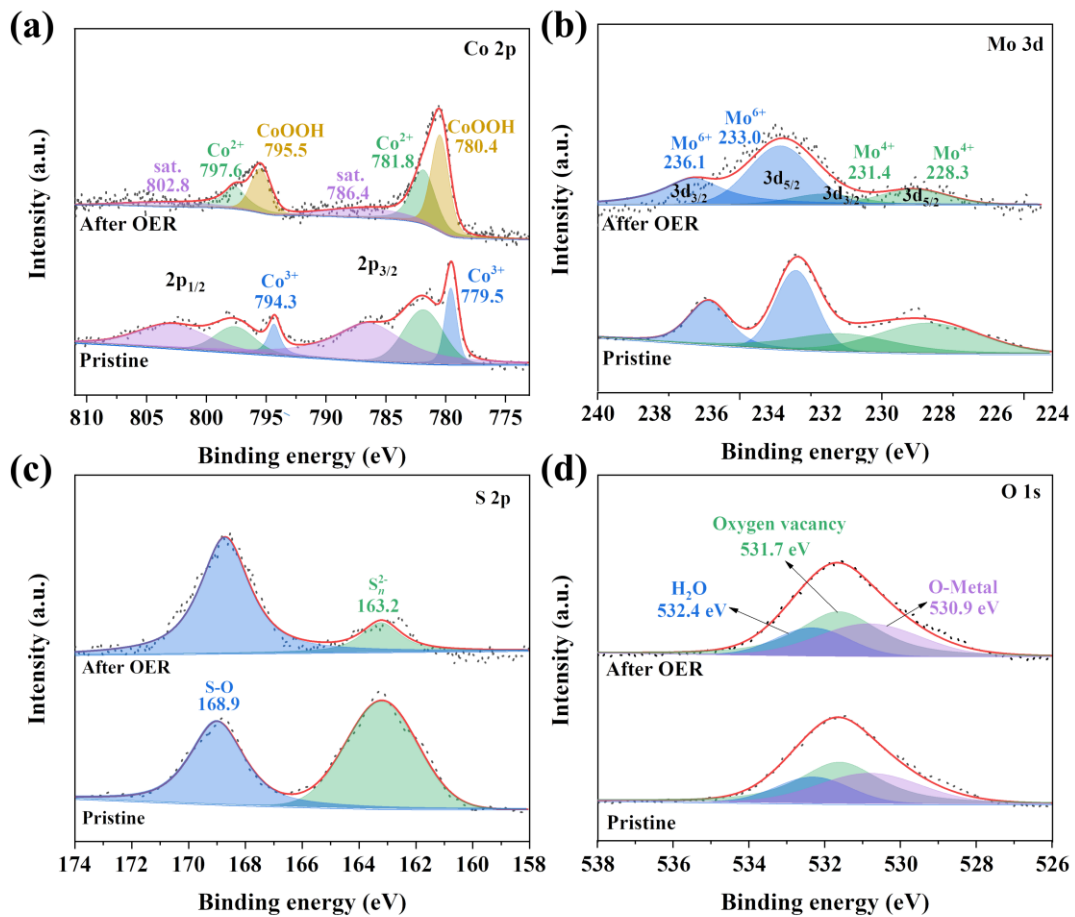 (a)
Co 2p
CoOOH
780.4
CoOOH
795.5
Co²⁺
797.6
Co²⁺
781.8
sat.
802.8
sat.
786.4
After OER
2p₁/₂
2p₃/₂
Co³⁺
794.3
Co³⁺
779.5
Pristine
Intensity (a.u.)
810 805 800 795 790 785 780 775
Binding energy (eV)
(b)
Mo 3d
Mo⁶⁺
236.1
Mo⁶⁺
233.0
Mo⁴⁺
231.4
Mo⁴⁺
228.3
3d₃/₂
3d₅/₂
3d₃/₂
3d₅/₂
After OER
Pristine
Intensity (a.u.)
240 236 233 231 230 228 226 224
Binding energy (eV)
(c)
S 2p
Sₙ²⁻
163.2
After OER
S-O
168.9
Pristine
Intensity (a.u.)
174 170 168 166 164 162 160 158
Binding energy (eV)
(d)
O 1s
Oxygen vacancy
531.7 eV
H₂O
532.4 eV
O-Metal
530.9 eV
After OER
Pristine
Intensity (a.u.)
538 536 534 532 530 528 526
Binding energy (eV)